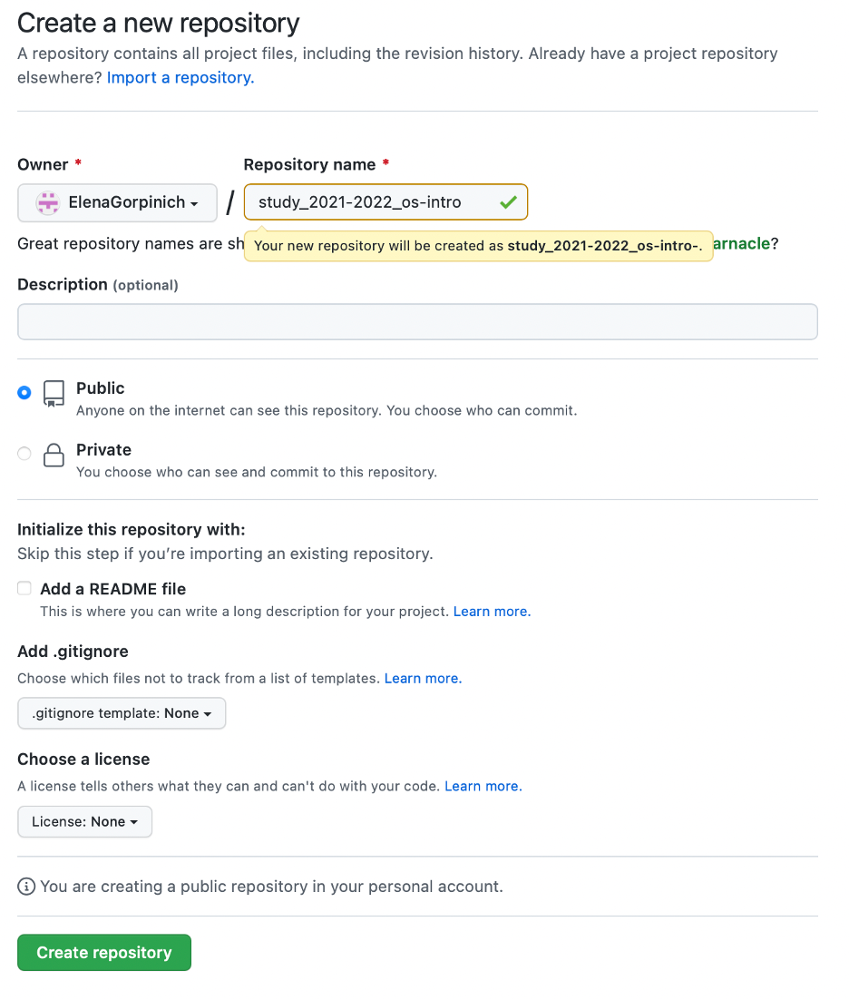 Create a new repository
A repository contains all project files, including the revision history. Already have a project repository
elsewhere? Import a repository.
Owner * Repository name *
ElenaGorpinich / study_2021-2022_os-intro
Great repository names are sh
Your new repository will be created as study_2021-2022_os-intro-.
arnacle?
Description (optional)
Public
Anyone on the internet can see this repository. You choose who can commit.
Private
You choose who can see and commit to this repository.
Initialize this repository with:
Skip this step if you’re importing an existing repository.
Add a README file
This is where you can write a long description for your project. Learn more.
Add .gitignore
Choose which files not to track from a list of templates. Learn more.
.gitignore template: None
Choose a license
A license tells others what they can and can't do with your code. Learn more.
License: None
You are creating a public repository in your personal account.
Create repository